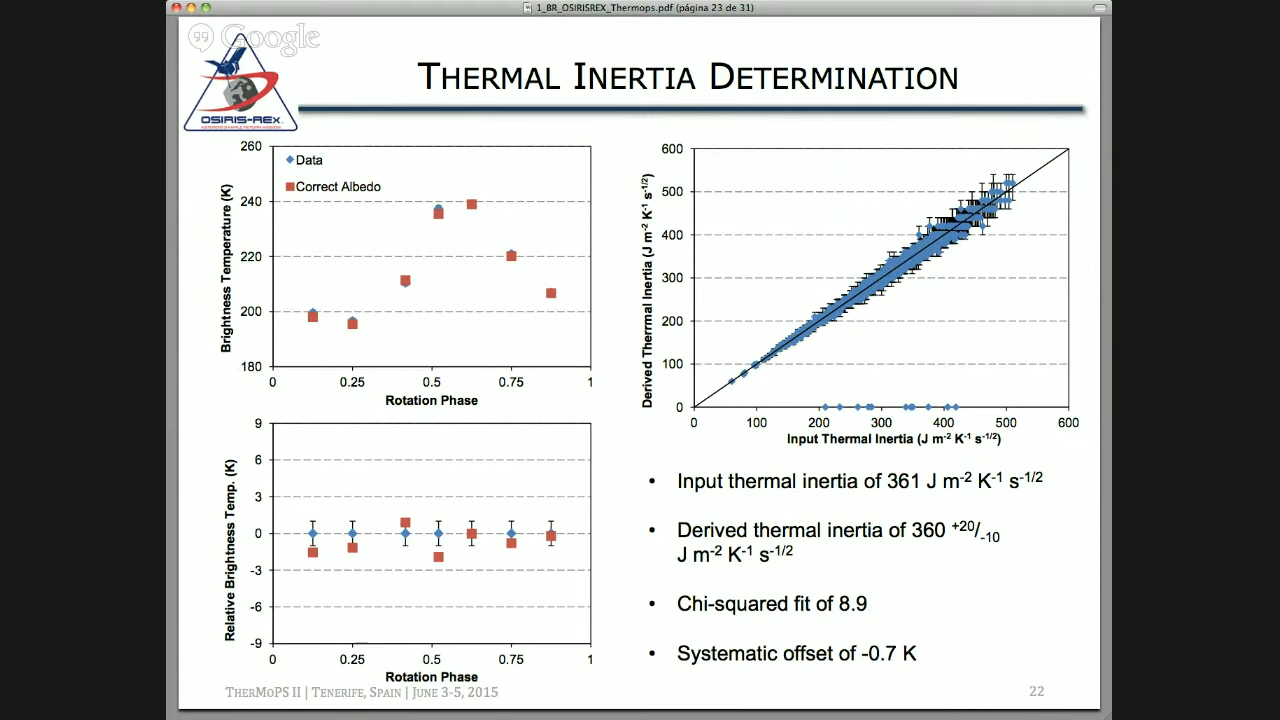 1_BR_OSIRISREX_Thermops.pdf (página 23 de 31)
Google
THERMAL INERTIA DETERMINATION
OSIRIS-REx
ASTEROID SAMPLE RETURN MISSION
Data
Correct Albedo
Brightness Temperature (K)
260
240
220
200
180
0 0.25 0.5 0.75 1
Rotation Phase
Relative Brightness Temp. (K)
9
6
3
0
-3
-6
-9
0 0.25 0.5 0.75 1
Rotation Phase
Derived Therrmal Inertia (J m-2 K-1 s-1/2)
600
500
400
300
200
100
0
0 100 200 300 400 500 600
Input Thermal Inertia (J m-2 K-1 s-1/2)
• Input thermal inertia of 361 J m-2 K-1 s-1/2
• Derived thermal inertia of 360 +20/-10
J m-2 K-1 s-1/2
• Chi-squared fit of 8.9
• Systematic offset of -0.7 K
THERMOPS II | TENERIFE, SPAIN | JUNE 3-5, 2015
22